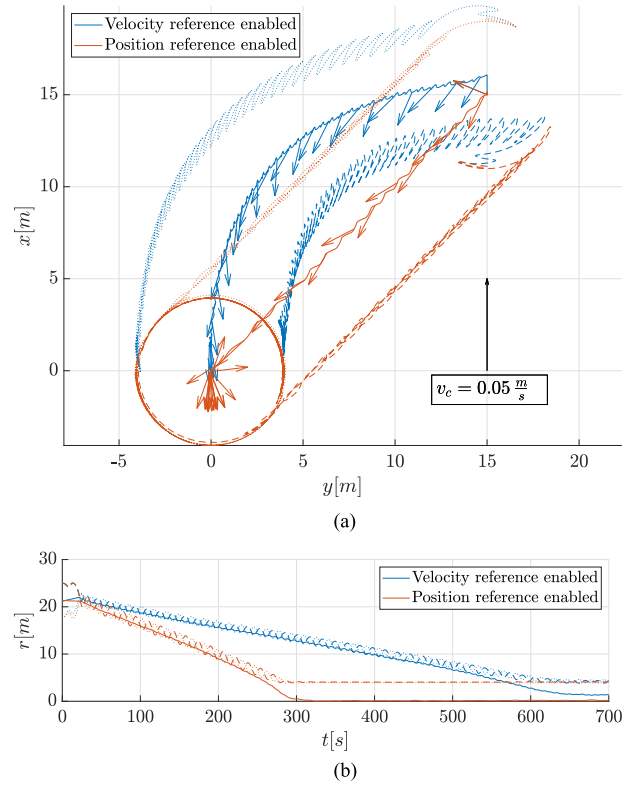 Velocity reference enabled
Position reference enabled
15
10
5
0
x[m]
v_c = 0.05 m/s
-5
0
5
10
15
20
y[m]
(a)
30
20
10
0
r[m]
Velocity reference enabled
Position reference enabled
0
100
200
300
400
500
600
700
t[s]
(b)